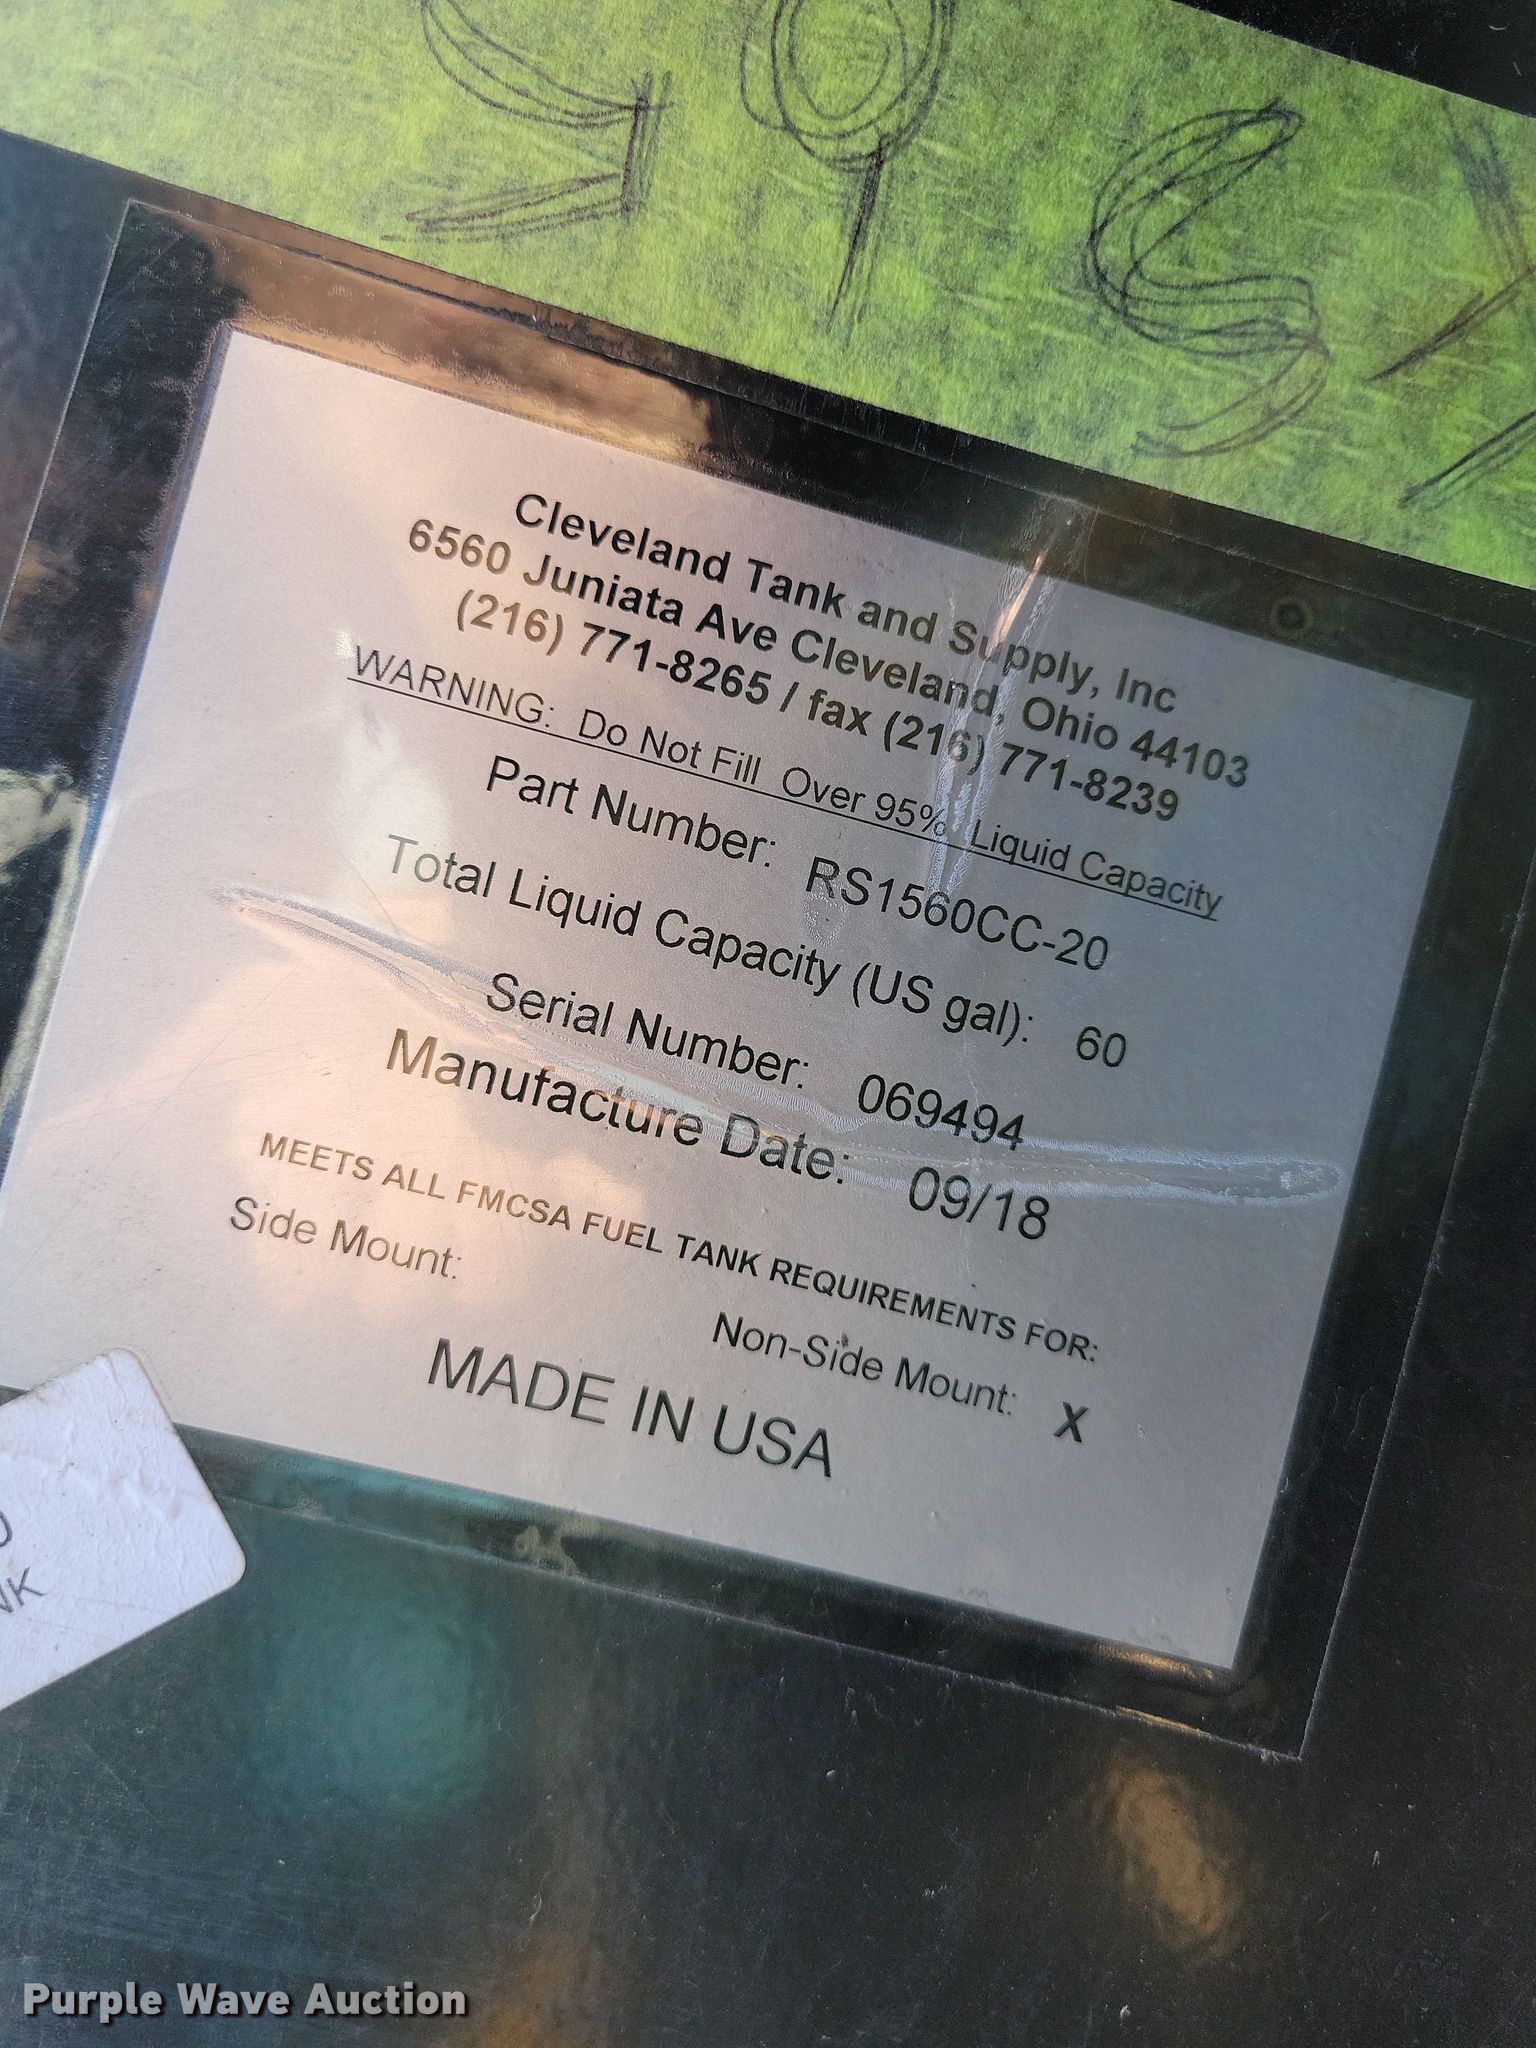 Cleveland Tank and Supply, Inc
6560 Juniata Ave Cleveland, Ohio 44103
(216) 771-8265 / fax (216) 771-8239
WARNING: Do Not Fill Over 95% Liquid Capacity
Part Number: RS1560CC-20
Total Liquid Capacity (US gal): 60
Serial Number: 069494
Manufacture Date: 09/18
MEETS ALL FMCSA FUEL TANK REQUIREMENTS FOR:
Side Mount:
Non-Side Mount: X
MADE IN USA
Purple Wave Auction